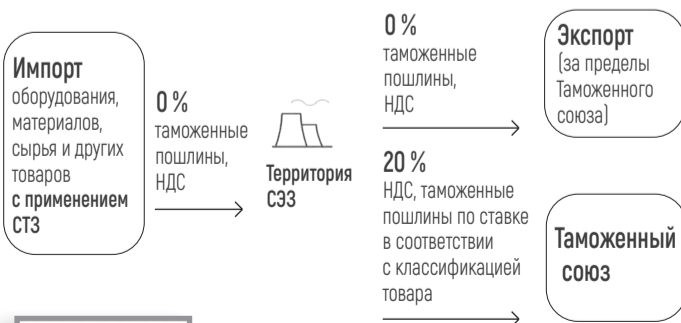 Импорт
оборудования,
материалов,
сырья и других
товаров
с применением
СТЗ
0 %
таможенные
пошлины,
НДС
Территория
СЭЗ
0 %
таможенные
пошлины,
НДС
Экспорт
(за пределы
Таможенного
союза)
20 %
НДС, таможенные
пошлины по ставке
в соответствии
с классификацией
товара
Таможенный
союз